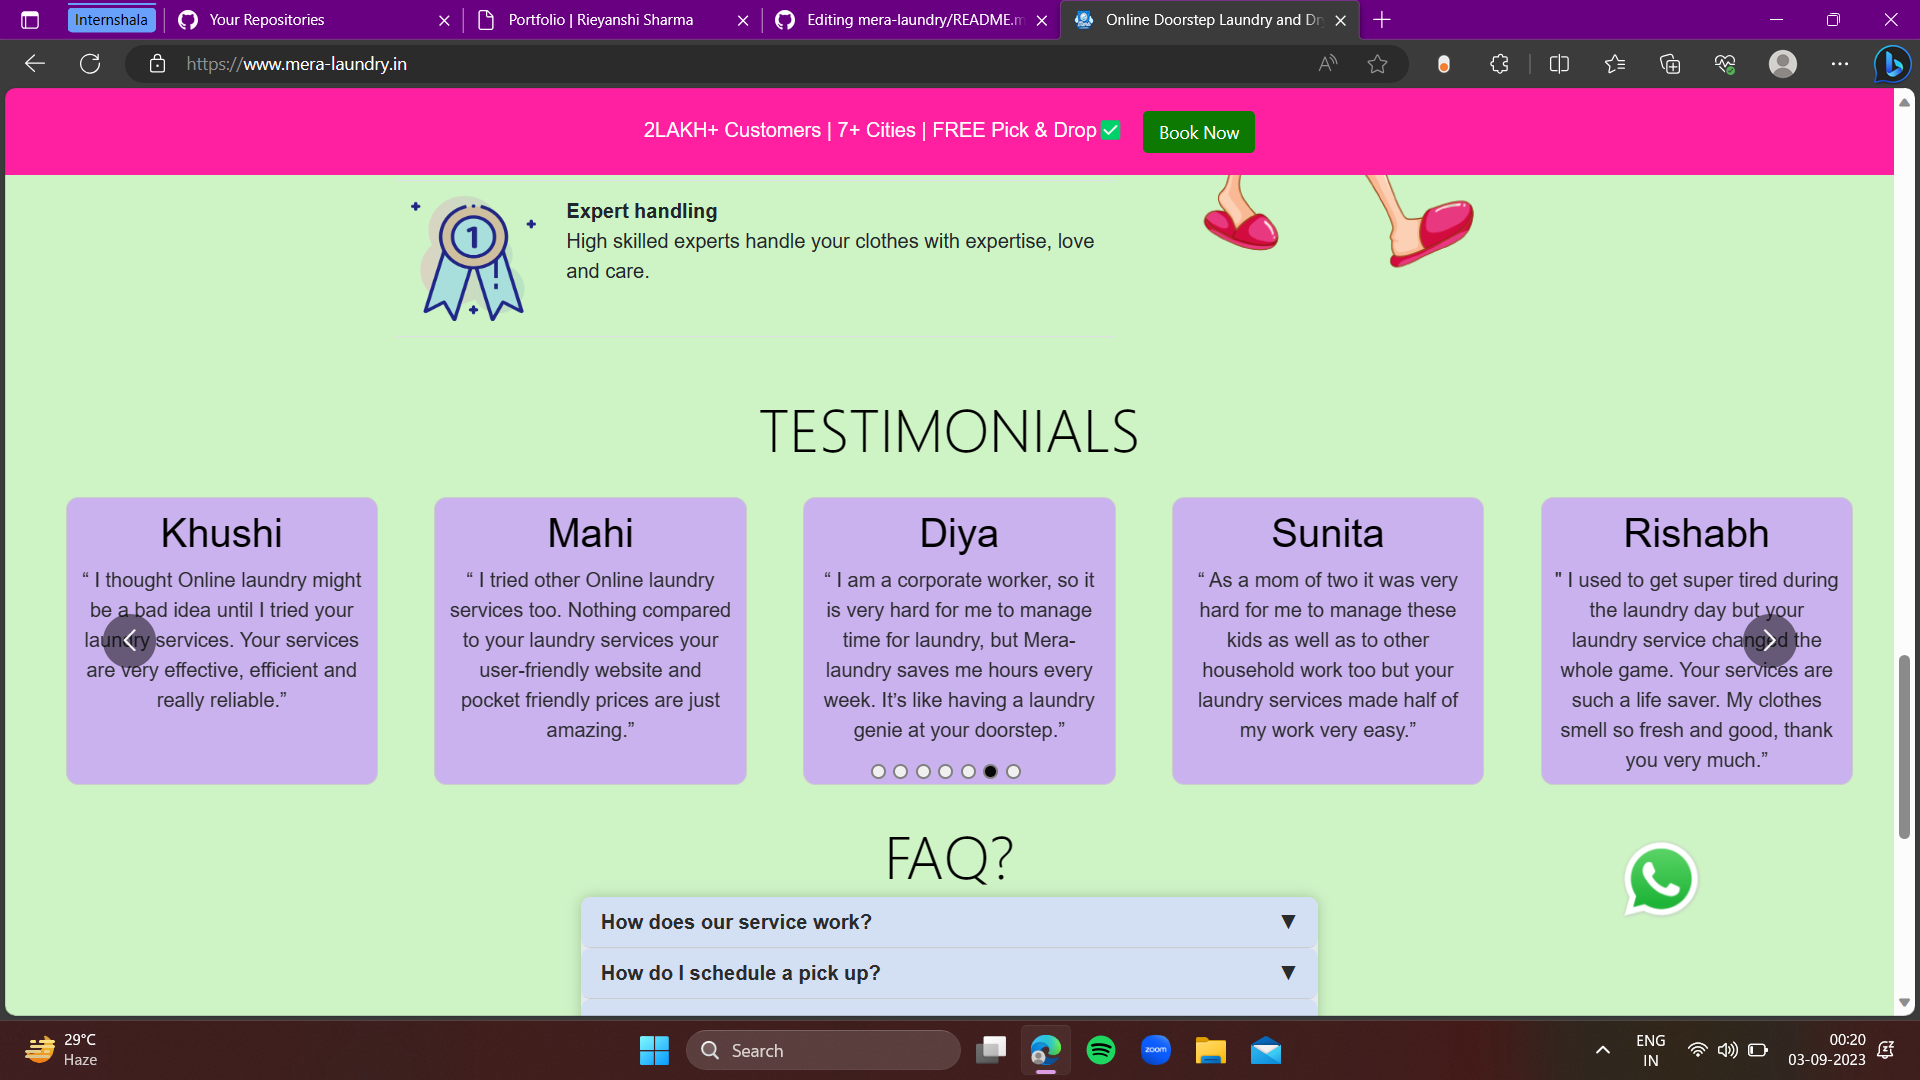 Internshala
Your Repositories
Portfolio | Rieyanshi Sharma
Editing mera-laundry/README.m
Online Doorstep Laundry and Dr
https://www.mera-laundry.in
2LAKH+ Customers | 7+ Cities | FREE Pick & Drop✅
Book Now
1
Expert handling
High skilled experts handle your clothes with expertise, love
and care.
TESTIMONIALS
Khushi
“ I thought Online laundry might
be a bad idea until I tried your
laundry services. Your services
are very effective, efficient and
really reliable.”
Mahi
“ I tried other Online laundry
services too. Nothing compared
to your laundry services your
user-friendly website and
pocket friendly prices are just
amazing.”
Diya
“ I am a corporate worker, so it
is very hard for me to manage
time for laundry, but Mera-
laundry saves me hours every
week. It’s like having a laundry
genie at your doorstep.”
Sunita
“ As a mom of two it was very
hard for me to manage these
kids as well as to other
household work too but your
laundry services made half of
my work very easy.”
Rishabh
" I used to get super tired during
the laundry day but your
laundry service changed the
whole game. Your services are
such a life saver. My clothes
smell so fresh and good, thank
you very much.”
FAQ?
How does our service work?
How do I schedule a pick up?
29°C
Haze
Search
zoom
ENG
IN
00:20
03-09-2023